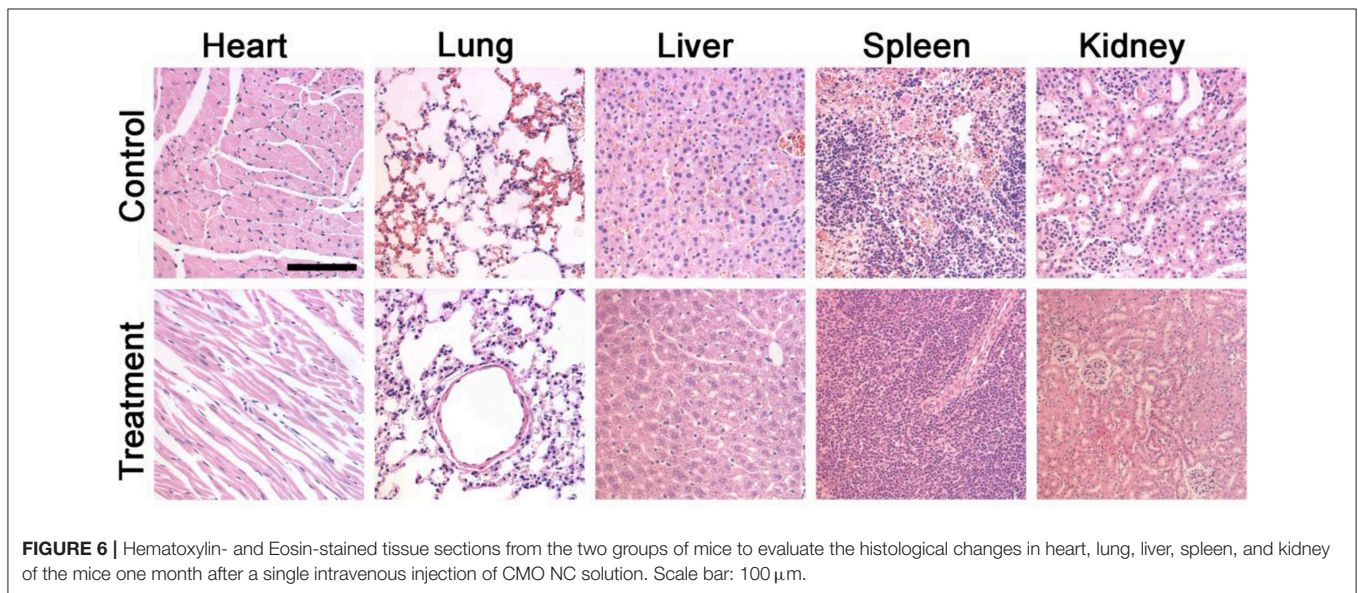 Heart Lung Liver Spleen Kidney
Control
Treatment
FIGURE 6 | Hematoxylin- and Eosin-stained tissue sections from the two groups of mice to evaluate the histological changes in heart, lung, liver, spleen, and kidney
of the mice one month after a single intravenous injection of CMO NC solution. Scale bar: 100 μm.